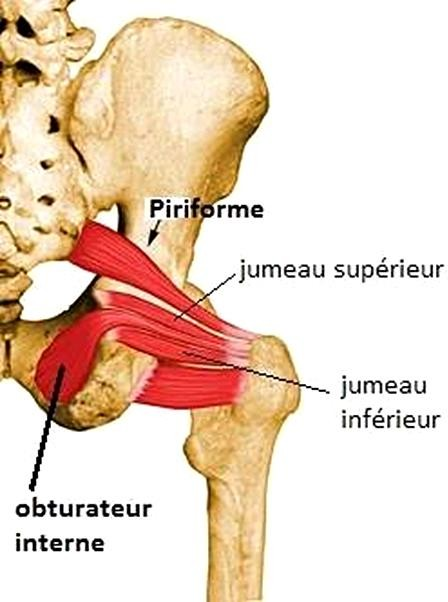 Piriforme
jumeau supérieur
jumeau
inférieur
obturateur
interne